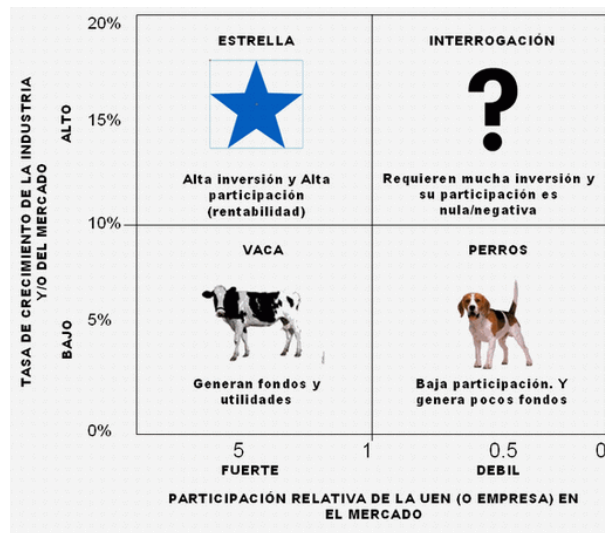 20%
ESTRELLA
INTERROGACIÓN
?
15%
Alta inversión y Alta
participación
(rentabilidad)
Requieren mucha inversión y
su participación es
nula/negativa
10%
VACA
PERROS
5%
Generan fondos y
utilidades
Baja participación. Y
genera pocos fondos
0%
TASA DE CRECIMIENTO DE LA INDUSTRIA
Y/O DEL MERCADO
ALTO
BAJO
5
1
0.5
0
FUERTE
DEBIL
PARTICIPACIÓN RELATIVA DE LA UEN (O EMPRESA) EN
EL MERCADO